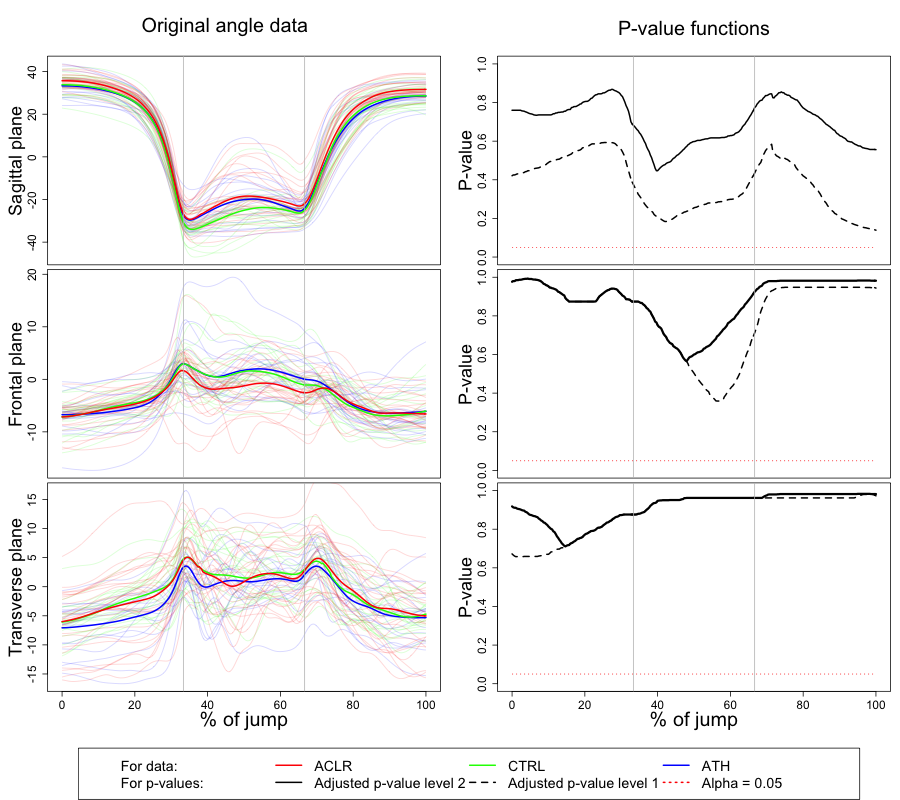 Original angle data
P-value functions
Sagittal plane
40
20
0
-20
-40
P-value
1.0
0.8
0.6
0.4
0.2
0.0
Frontal plane
20
10
0
-10
P-value
1.0
0.8
0.6
0.4
0.2
0.0
Transverse plane
15
10
5
0
-5
-10
-15
P-value
1.0
0.8
0.6
0.4
0.2
0.0
0 20 40 60 80 100
% of jump
0 20 40 60 80 100
% of jump
For data: ACLR CTRL ATH
For p-values: Adjusted p-value level 2 Adjusted p-value level 1 Alpha = 0.05